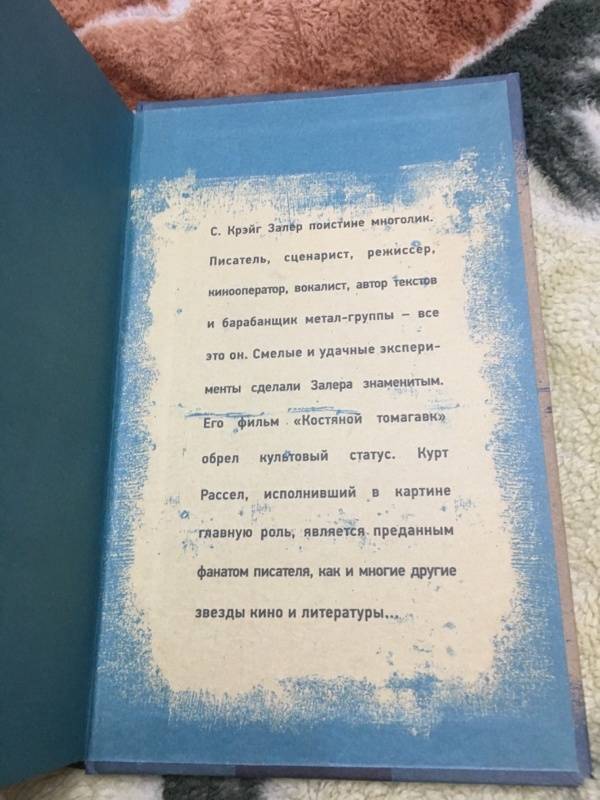 С. Крэйг Залер поистине многолик.
Писатель, сценарист, режиссер,
кинооператор, вокалист, автор текстов
и барабанщик метал-группы – все
это он. Смелые и удачные экспери-
менты сделали Залера знаменитым.
Его фильм «Костяной томагавк»
обрел культовый статус. Курт
Рассел, исполнивший в картине
главную роль, является преданным
фанатом писателя, как и многие другие
звезды кино и литературы...